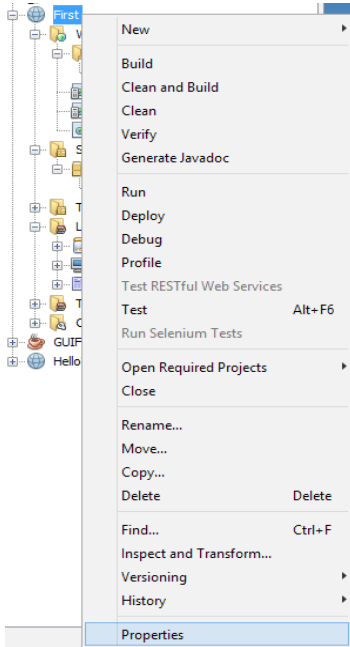 First
New
Build
Clean and Build
Clean
Verify
Generate Javadoc
Run
Deploy
Debug
Profile
Test RESTful Web Services
Test Alt+F6
Run Selenium Tests
Open Required Projects
Close
Rename...
Move...
Copy...
Delete Delete
Find... Ctrl+F
Inspect and Transform...
Versioning
History
Properties
W
S
T
L
T
C
GUIF
Hello